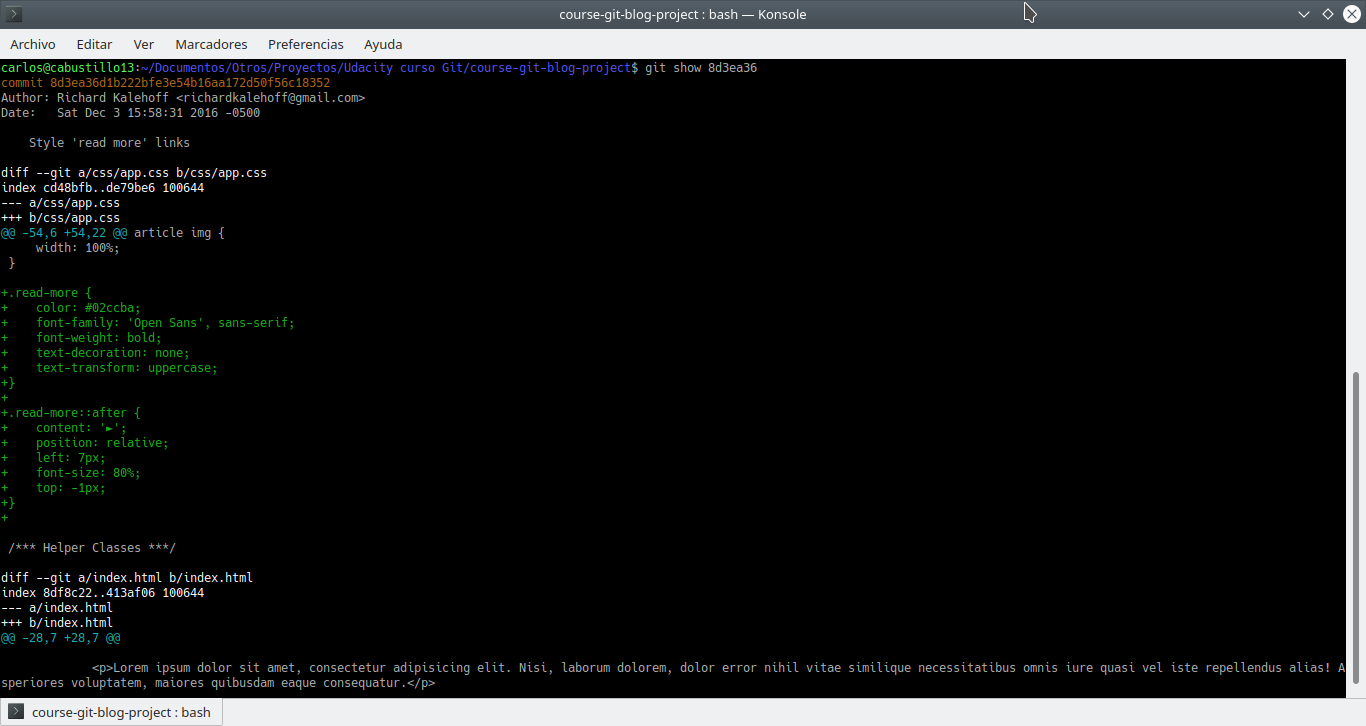 course-git-blog-project : bash — Konsole
Archivo Editar Ver Marcadores Preferencias Ayuda
carlos@cabustillo13:~/Documentos/Otros/Proyectos/Udacity curso Git/course-git-blog-project$ git show 8d3ea36
commit 8d3ea36d1b222bfe3e54b16aa172d50f56c18352
Author: Richard Kalehoff <richardkalehoff@gmail.com>
Date:   Sat Dec 3 15:58:31 2016 -0500
    Style 'read more' links
diff --git a/css/app.css b/css/app.css
index cd48bfb..de79be6 100644
--- a/css/app.css
+++ b/css/app.css
@@ -54,6 +54,22 @@ article img {
     width: 100%;
 }
+.read-more {
+    color: #02ccba;
+    font-family: 'Open Sans', sans-serif;
+    font-weight: bold;
+    text-decoration: none;
+    text-transform: uppercase;
+}
+
+.read-more::after {
+    content: '►';
+    position: relative;
+    left: 7px;
+    font-size: 80%;
+    top: -1px;
+}
+
 /*** Helper Classes ***/
diff --git a/index.html b/index.html
index 8df8c22..413af06 100644
--- a/index.html
+++ b/index.html
@@ -28,7 +28,7 @@
             <p>Lorem ipsum dolor sit amet, consectetur adipisicing elit. Nisi, laborum dolorem, dolor error nihil vitae similique necessitatibus omnis iure quasi vel iste repellendus alias! A
speriores voluptatem, maiores quibusdam eaque consequatur.</p>
course-git-blog-project : bash